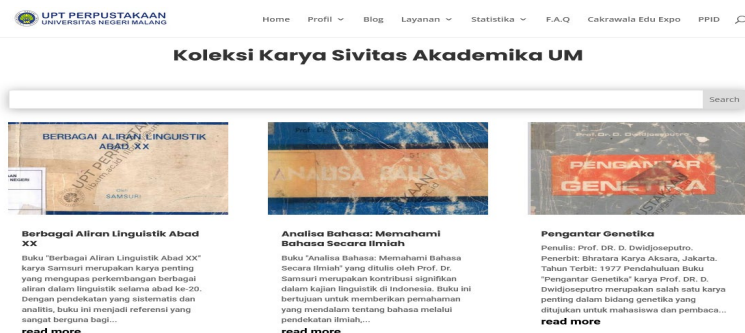 UPT PERPUSTAKAAN
UNIVERSITAS NEGERI MALANG
Home Profil Blog Layanan Statistika F.A.Q Cakrawala Edu Expo PPID
Koleksi Karya Sivitas Akademika UM
Search
BERBAGAI ALIRAN LINGUISTIK
ABAD XX
oleh
SAMSURI
Prof. Dr. Samsuri
ANALISA BAHASA
Prof. Dr. D. Dwidjoseputro
PENGANTAR
GENETIKA
Berbagai Aliran Linguistik Abad
XX
Buku "Berbagai Aliran Linguistik Abad XX"
karya Samsuri merupakan karya penting
yang mengupas perkembangan berbagai
aliran dalam linguistik selama abad ke-20.
Dengan pendekatan yang sistematis dan
analitis, buku ini menjadi referensi yang
sangat berguna bagi...
read more
Analisa Bahasa: Memahami
Bahasa Secara Ilmiah
Buku "Analisa Bahasa: Memahami Bahasa
Secara Ilmiah" yang ditulis oleh Prof. Dr.
Samsuri merupakan kontribusi signifikan
dalam kajian linguistik di Indonesia. Buku ini
bertujuan untuk memberikan pemahaman
yang mendalam tentang bahasa melalui
pendekatan ilmiah,...
read more
Pengantar Genetika
Penulis: Prof. DR. D. Dwidjoseputro.
Penerbit: Bhratara Karya Aksara, Jakarta.
Tahun Terbit: 1977 Pendahuluan Buku
"Pengantar Genetika" karya Prof. DR. D.
Dwidjoseputro merupakan salah satu karya
penting dalam bidang genetika yang
ditujukan untuk mahasiswa dan pembaca...
read more